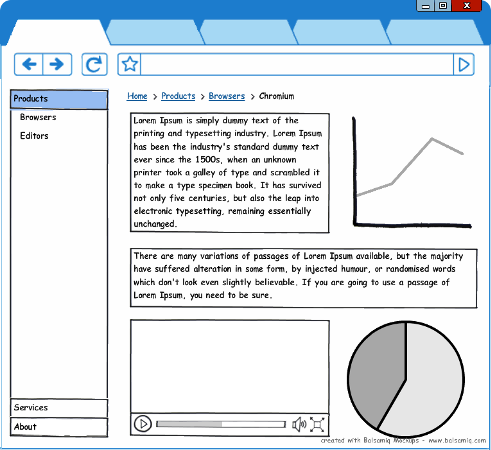 Products
Browsers
Editors
Services
About
Home > Products > Browsers > Chromium
Lorem Ipsum is simply dummy text of the
printing and typesetting industry. Lorem Ipsum
has been the industry's standard dummy text
ever since the 1500s, when an unknown
printer took a galley of type and scrambled it
to make a type specimen book. It has survived
not only five centuries, but also the leap into
electronic typesetting, remaining essentially
unchanged.
There are many variations of passages of Lorem Ipsum available, but the majority
have suffered alteration in some form, by injected humour, or randomised words
which don't look even slightly believable. If you are going to use a passage of
Lorem Ipsum, you need to be sure.
created with Balsamiq Mockups - www.balsamiq.com